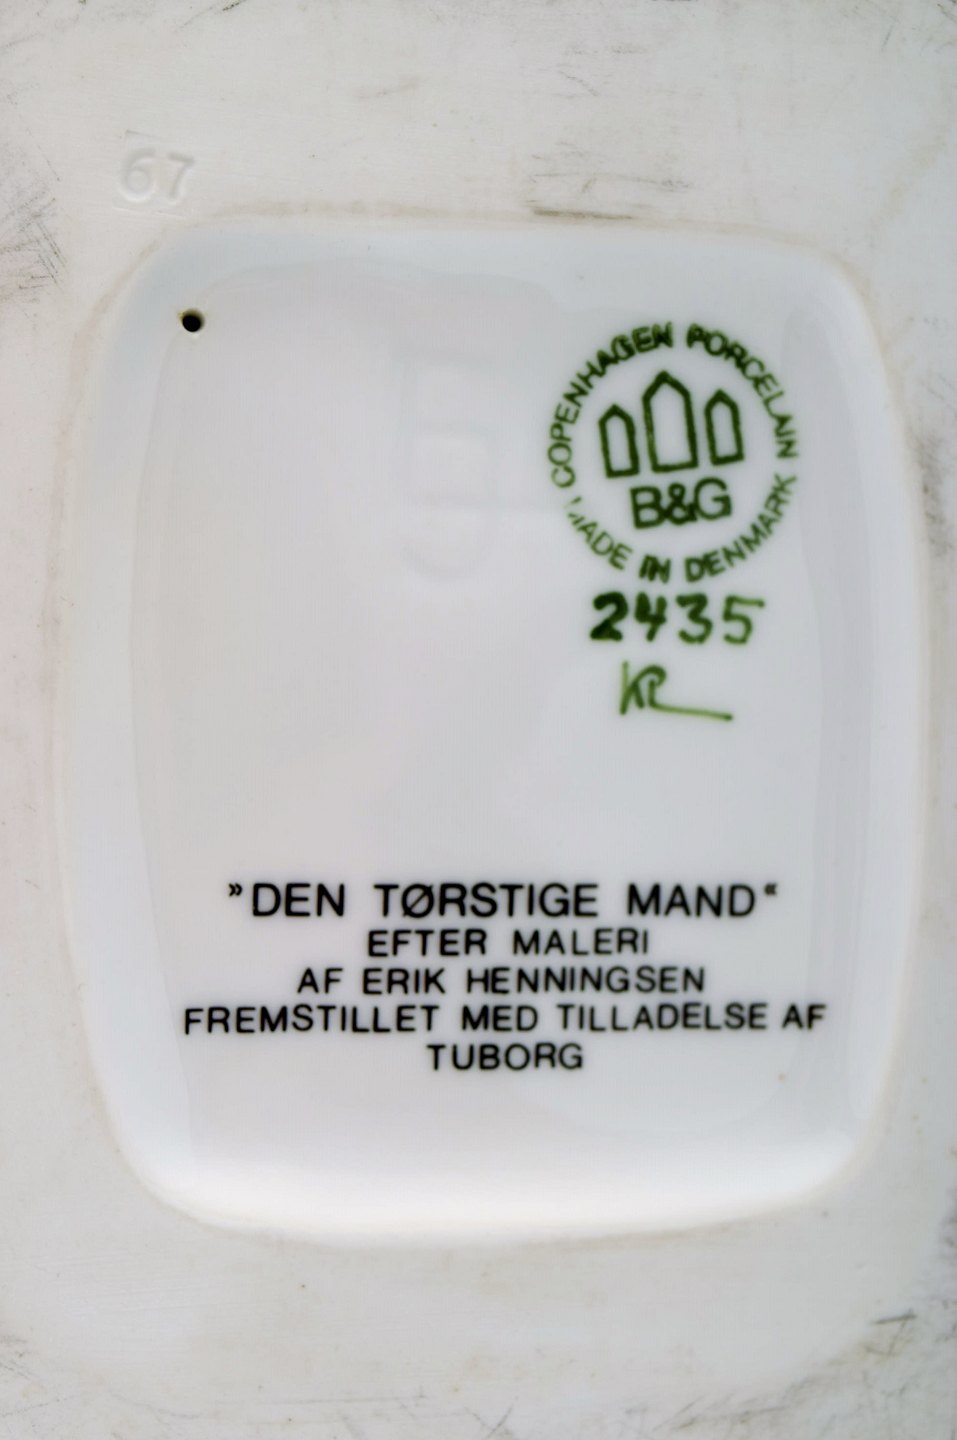 67
COPENHAGEN PORCELAIN
B&G
MADE IN DENMARK
2435
KR
»DEN TØRSTIGE MAND«
EFTER MALERI
AF ERIK HENNINGSEN
FREMSTILLET MED TILLADELSE AF
TUBORG